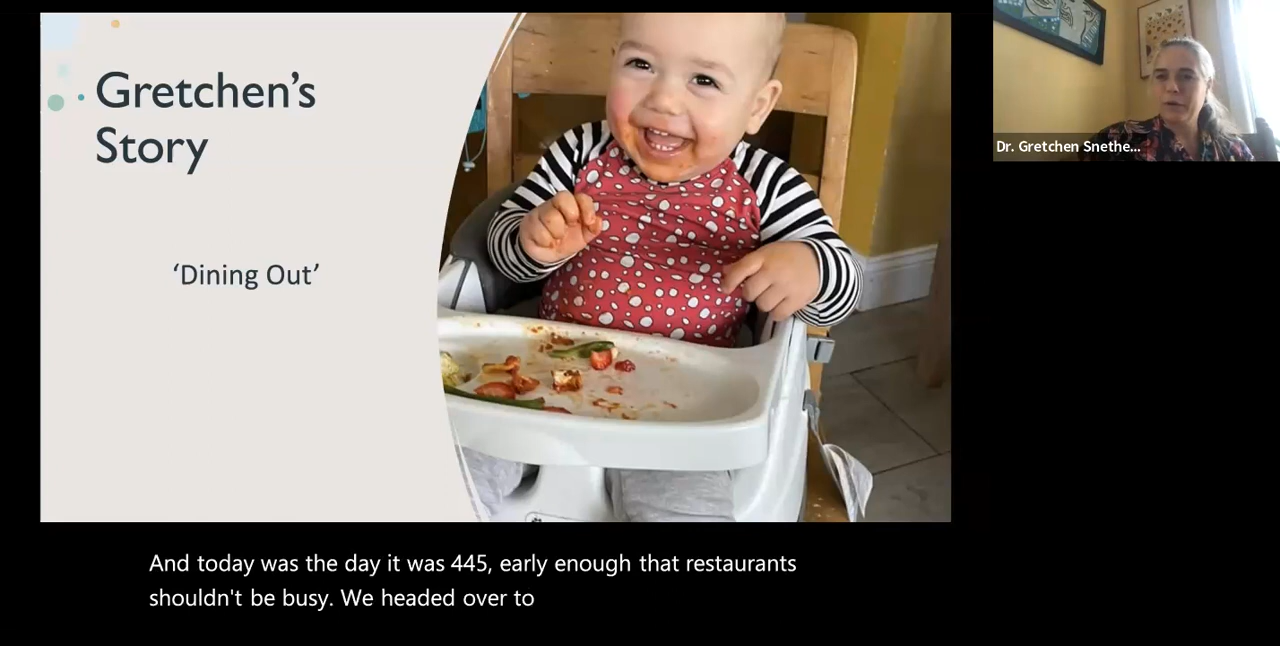 Gretchen's
Story
'Dining Out'
Dr. Gretchen Snethe...
And today was the day it was 445, early enough that restaurants
shouldn't be busy. We headed over to